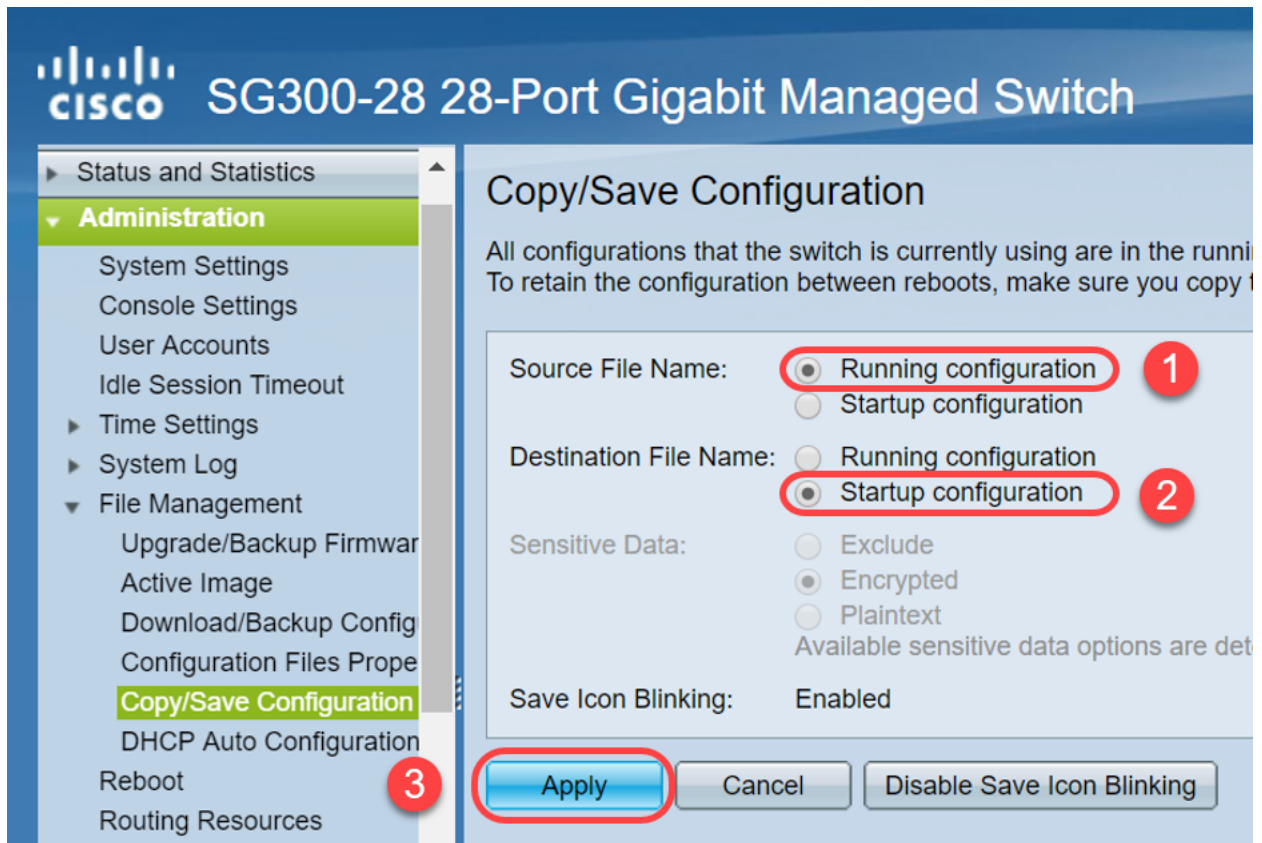 CISCO
SG300-28 28-Port Gigabit Managed Switch
Status and Statistics
Administration
System Settings
Console Settings
User Accounts
Idle Session Timeout
Time Settings
System Log
File Management
Upgrade/Backup Firmwar
Active Image
Download/Backup Config
Configuration Files Prope
Copy/Save Configuration
DHCP Auto Configuration
Reboot
Routing Resources
Copy/Save Configuration
All configurations that the switch is currently using are in the runni
To retain the configuration between reboots, make sure you copy t
Source File Name: Running configuration 1
Startup configuration
Destination File Name: Running configuration
Startup configuration 2
Sensitive Data: Exclude
Encrypted
Plaintext
Available sensitive data options are det
Save Icon Blinking: Enabled
3 Apply Cancel Disable Save Icon Blinking